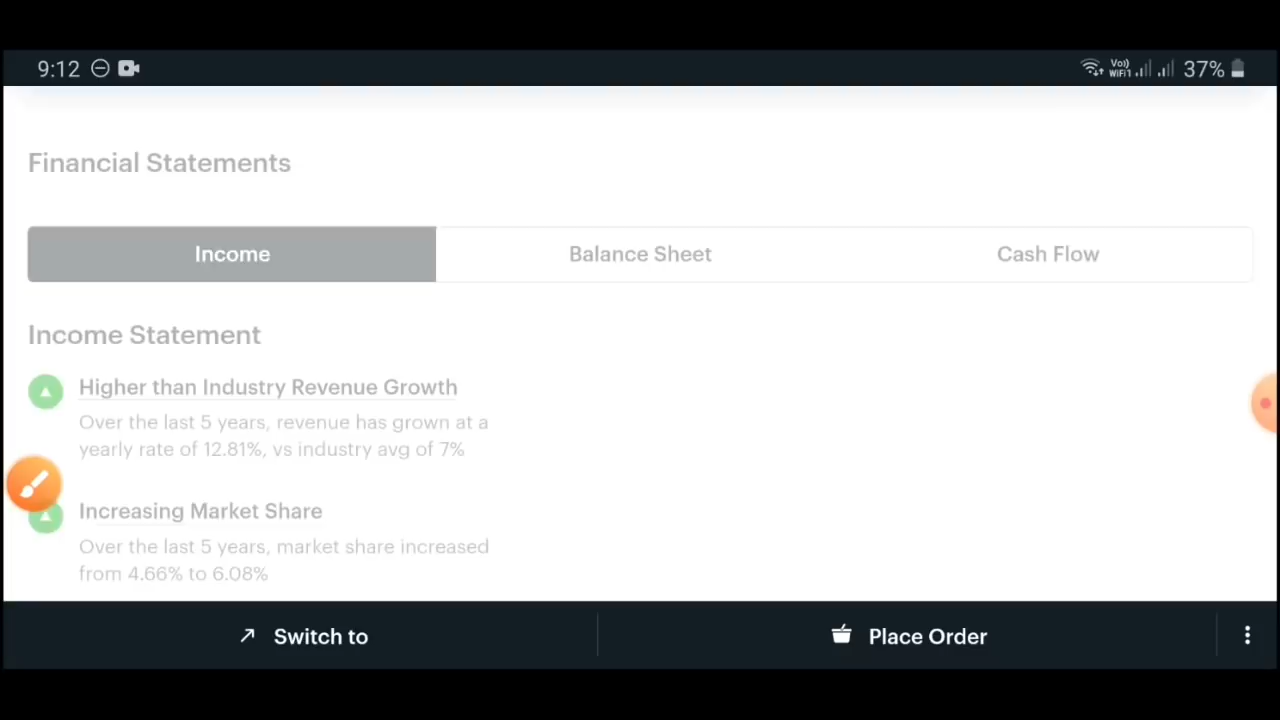 9:12
Vo)
WiFi1
37%
Financial Statements
Income
Balance Sheet
Cash Flow
Income Statement
Higher than Industry Revenue Growth
Over the last 5 years, revenue has grown at a
yearly rate of 12.81%, vs industry avg of 7%
Increasing Market Share
Over the last 5 years, market share increased
from 4.66% to 6.08%
Switch to
Place Order